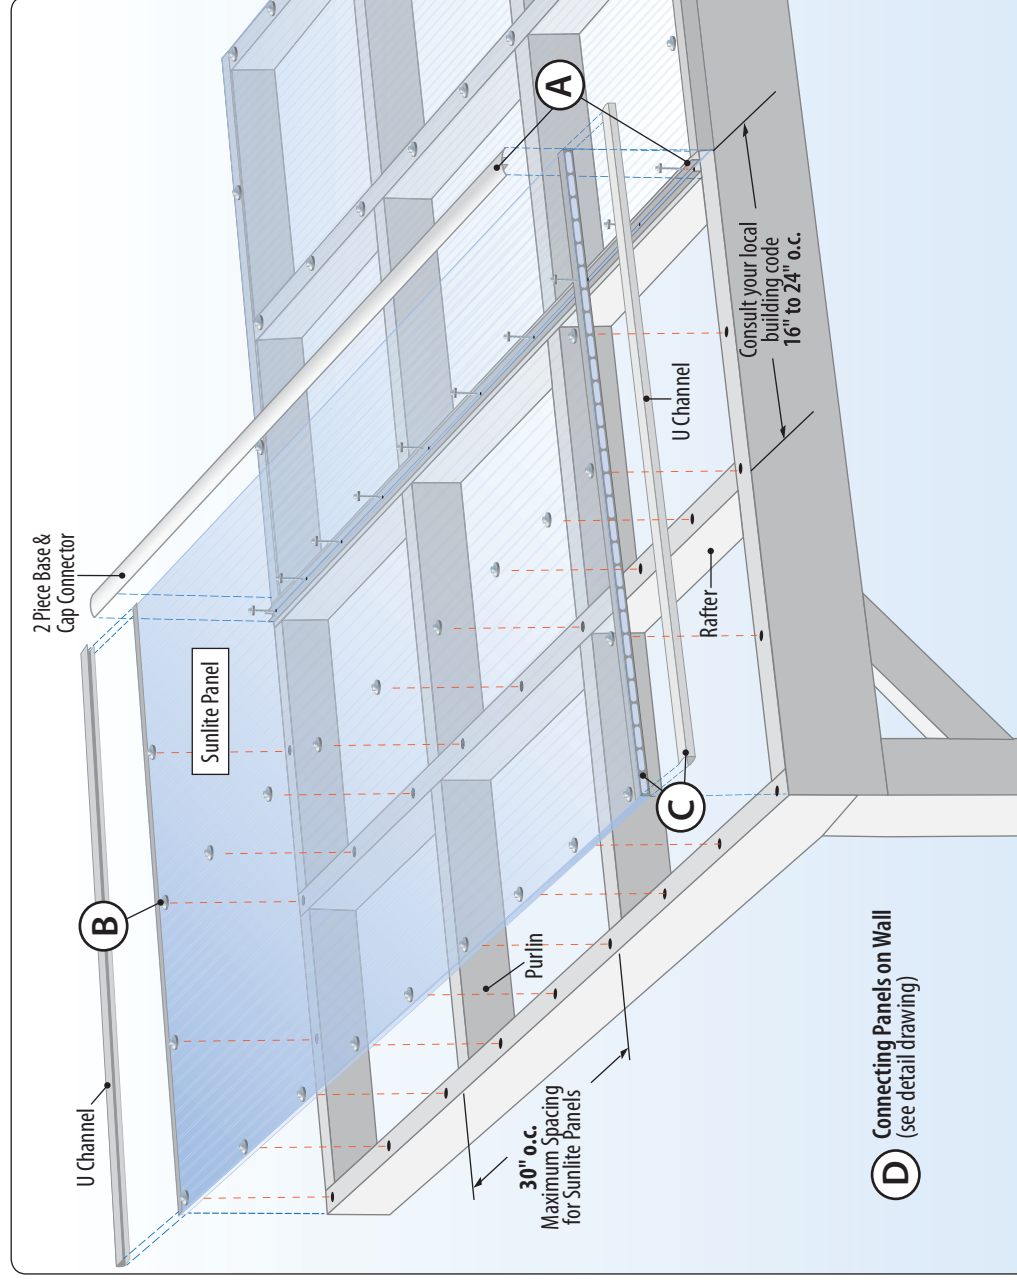 U Channel
B
2 Piece Base &
Cap Connector
Sunlite Panel
A
U Channel
Consult your local
building code
16" to 24" o.c.
Rafter
C
Purlin
30" o.c.
Maximum Spacing
for Sunlite Panels
D
Connecting Panels on Wall
(see detail drawing)